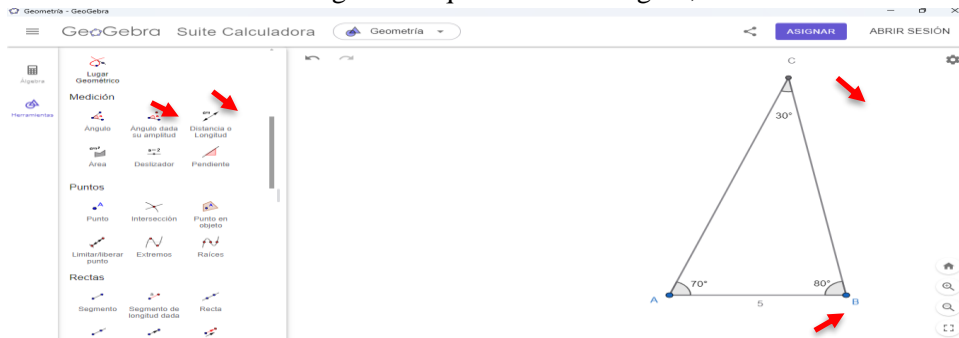 Geometría - GeoGebra
GeoGebra Suite Calculadora Geometría ASIGNAR ABRIR SESIÓN
Álgebra
Herramientas
Lugar
Geométrico
Medición
Ángulo Ángulo dada su amplitud Distancia o Longitud
Área Deslizador Pendiente
Puntos
Punto Intersección Punto en objeto
Limitar/liberar punto Extremos Raíces
Rectas
Segmento Segmento de longitud dada Recta
C
30°
70° 80°
A 5 B